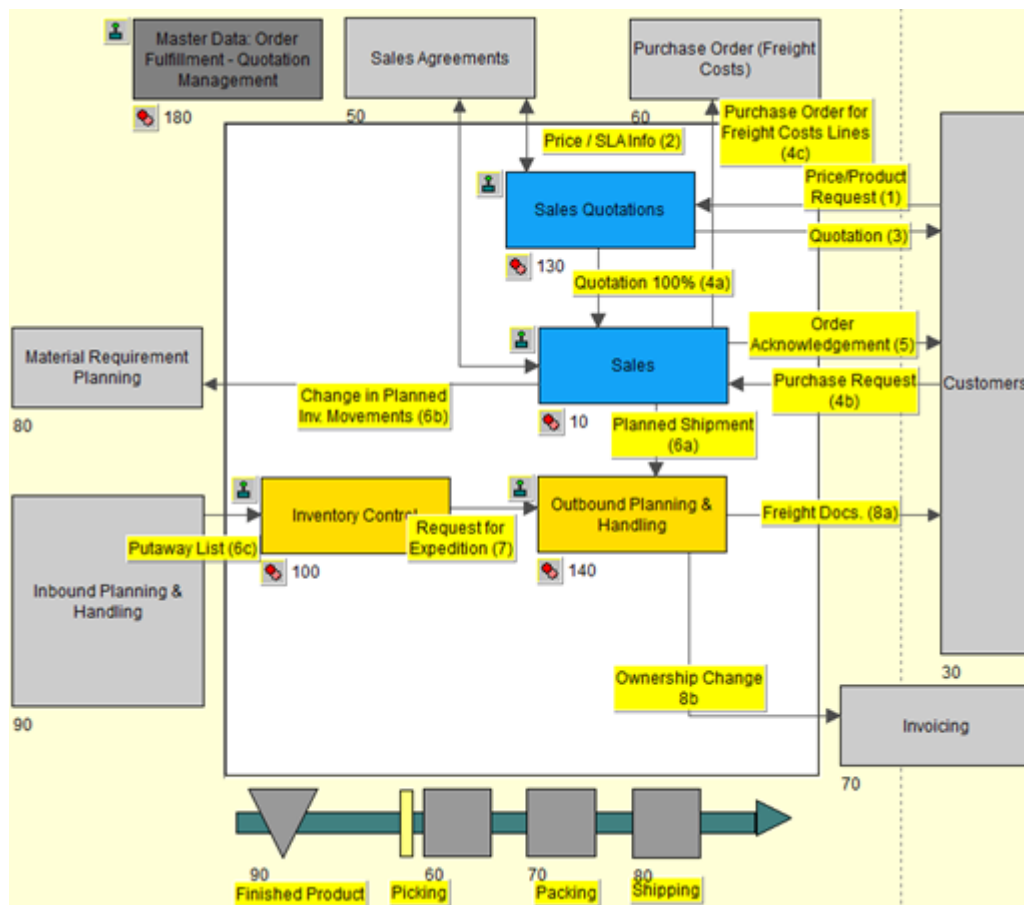 Master Data: Order
Fulfillment - Quotation
Management
180
Sales Agreements
50
Purchase Order (Freight
Costs)
60
Purchase Order for
Freight Costs Lines
(4c)
Price / SLA Info (2)
Price/Product
Request (1)
Sales Quotations
130
Quotation (3)
Quotation 100% (4a)
Order
Acknowledgement (5)
Sales
10
Purchase Request
(4b)
Customers
30
Material Requirement
Planning
80
Change in Planned
Inv. Movements (6b)
Planned Shipment
(6a)
Inventory Control
100
Request for
Expedition (7)
Outbound Planning &
Handling
140
Freight Docs. (8a)
Putaway List (6c)
Inbound Planning &
Handling
90
Ownership Change
8b
Invoicing
70
90
Finished Product
Picking
60
70
Packing
80
Shipping